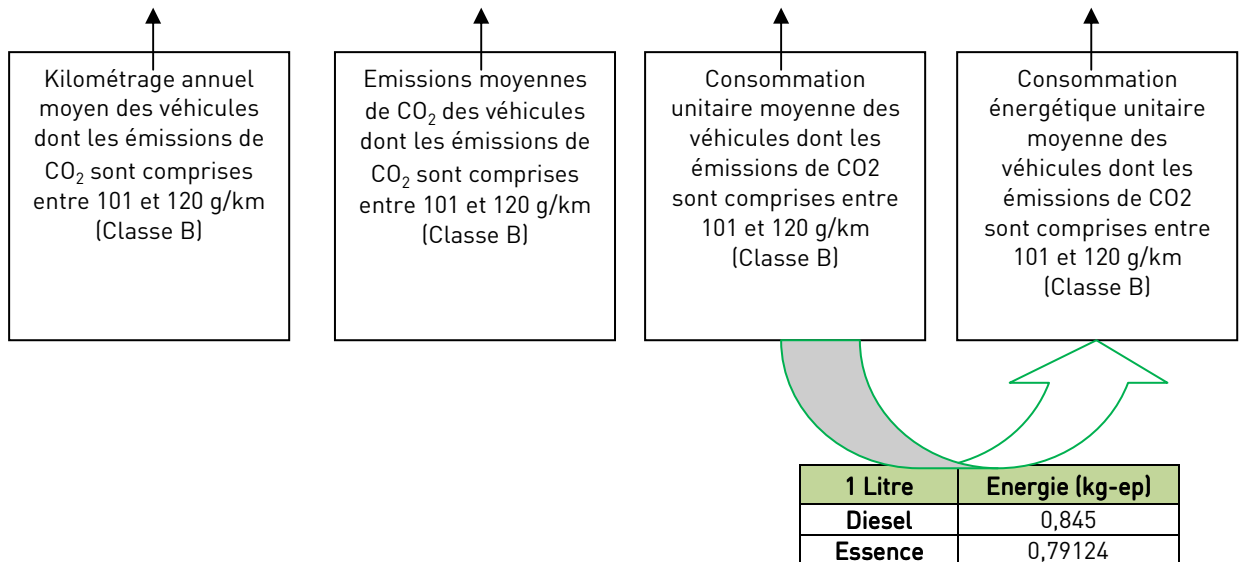 Kilométrage annuel
moyen des véhicules
dont les émissions de
CO₂ sont comprises
entre 101 et 120 g/km
(Classe B)
Emissions moyennes
de CO₂ des véhicules
dont les émissions de
CO₂ sont comprises
entre 101 et 120 g/km
(Classe B)
Consommation
unitaire moyenne des
véhicules dont les
émissions de CO2
sont comprises entre
101 et 120 g/km
(Classe B)
Consommation
énergétique unitaire
moyenne des
véhicules dont les
émissions de CO2
sont comprises entre
101 et 120 g/km
(Classe B)
1 Litre Energie (kg-ep)
Diesel 0,845
Essence 0,79124